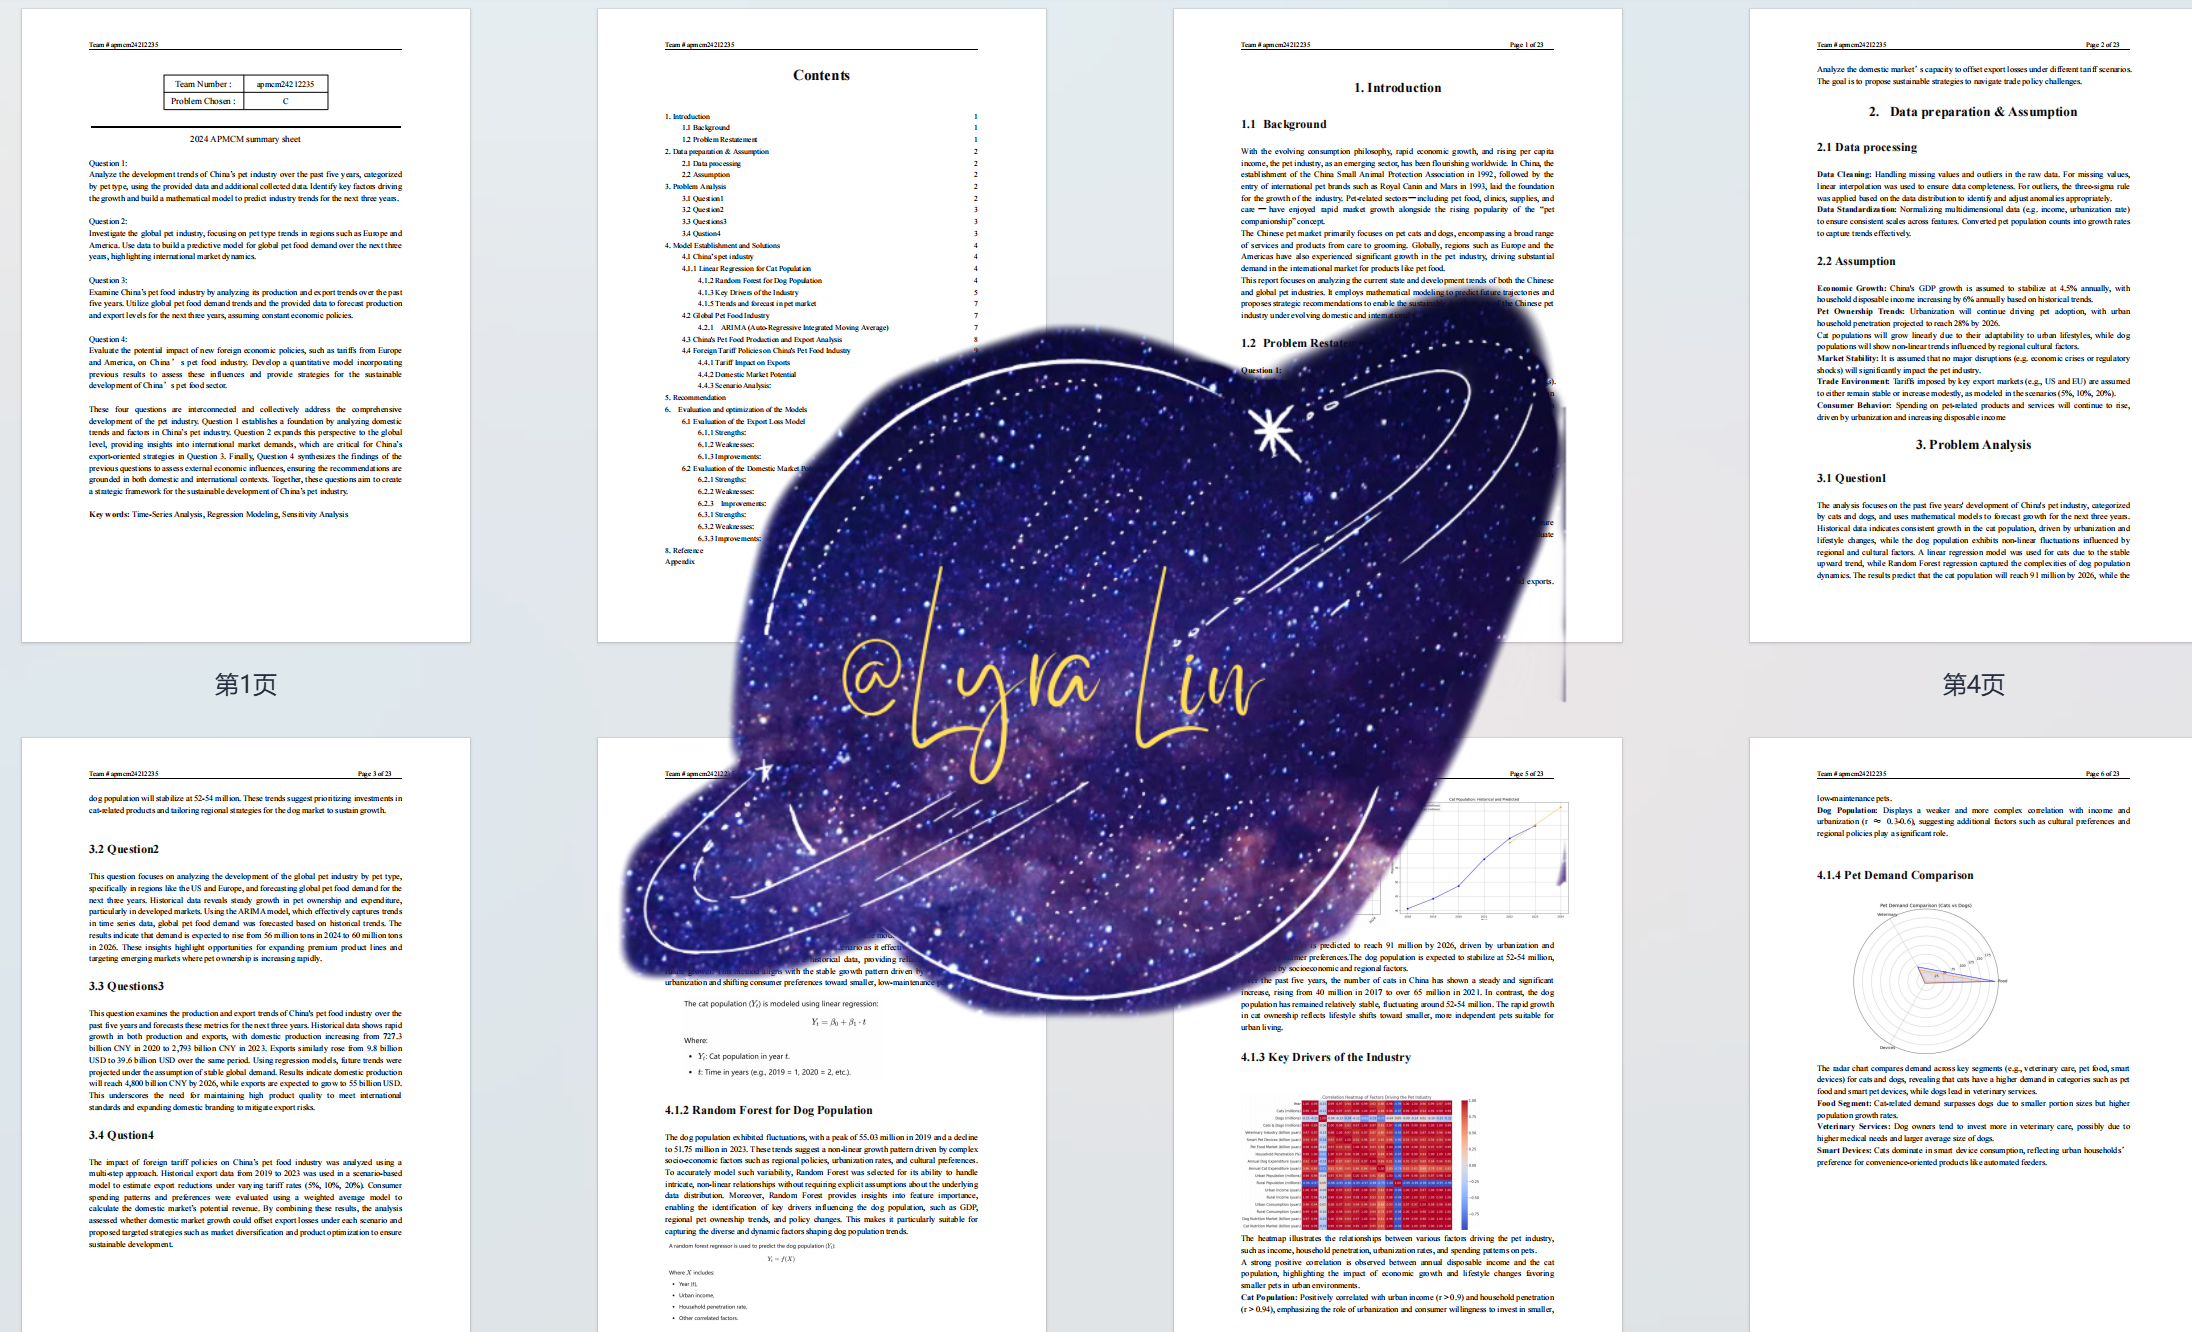 Team # apmcm24212235
Team Number : apmcm24212235
Problem Chosen : C
2024 APMCM summary sheet
Question 1:
Analyze the development trends of China's pet industry over the past five years, categorized
by pet type, using the provided data and additional collected data. Identify key factors driving
the growth and build a mathematical model to predict industry trends for the next three years.
Question 2:
Investigate the global pet industry, focusing on pet type trends in regions such as Europe and
America. Use data to build a predictive model for global pet food demand over the next three
years, highlighting international market dynamics.
Question 3:
Examine China's pet food industry by analyzing its production and export trends over the past
five years. Utilize global pet food demand trends and the provided data to forecast production
and export levels for the next three years, assuming constant economic policies.
Question 4:
Evaluate the potential impact of new foreign economic policies, such as tariffs from Europe
and America, on China's pet food industry. Develop a quantitative model incorporating
previous results to assess these influences and provide strategies for the sustainable
development of China's pet food sector.
These four questions are interconnected and collectively address the comprehensive
development of the pet industry. Question 1 establishes a foundation by analyzing domestic
trends and factors in China's pet industry. Question 2 expands this perspective to the global
level, providing insights into international market demands, which are critical for China's
export-oriented strategies in Question 3. Finally, Question 4 synthesizes the findings of the
previous questions to assess external economic influences, ensuring the recommendations are
grounded in both domestic and international contexts. Together, these questions aim to create
a strategic framework for the sustainable development of China's pet industry.
Key words: Time-Series Analysis, Regression Modeling, Sensitivity Analysis
第1页
Team # apmcm24212235
Contents
1. Introduction 1
1.1 Background 1
1.2 Problem Restatement 1
2. Data preparation & Assumption 2
2.1 Data processing 2
2.2 Assumption 2
3. Problem Analysis 2
3.1 Question1 2
3.2 Question2 3
3.3 Questions3 3
3.4 Qustion4 3
4. Model Establishment and Solutions 4
4.1 China's pet industry 4
4.1.1 Linear Regression for Cat Population 4
4.1.2 Random Forest for Dog Population 4
4.1.3 Key Drivers of the Industry 5
4.1.5 Trends and forecast in pet market 7
4.2 Global Pet Food Industry 7
4.2.1 ARIMA (Auto-Regressive Integrated Moving Average) 7
4.3 China's Pet Food Production and Export Analysis 8
4.4 Foreign Tariff Policies on China's Pet Food Industry
4.4.1 Tariff Impact on Exports
4.4.2 Domestic Market Potential
4.4.3 Scenario Analysis:
5. Recommendation
6. Evaluation and optimization of the Models
6.1 Evaluation of the Export Loss Model
6.1.1 Strengths:
6.1.2 Weaknesses:
6.1.3 Improvements:
6.2 Evaluation of the Domestic Market
6.2.1 Strengths:
6.2.2 Weaknesses:
6.2.3 Improvements:
6.3.1 Strengths:
6.3.2 Weaknesses:
6.3.3 Improvements:
8. Reference
Appendix
Team # apmcm24212235 Page 1 of 23
1. Introduction
1.1 Background
With the evolving consumption philosophy, rapid economic growth, and rising per capita
income, the pet industry, as an emerging sector, has been flourishing worldwide. In China, the
establishment of the China Small Animal Protection Association in 1992, followed by the
entry of international pet brands such as Royal Canin and Mars in 1993, laid the foundation
for the growth of the industry. Pet-related sectors—including pet food, clinics, supplies, and
care — have enjoyed rapid market growth alongside the rising popularity of the "pet
companionship" concept.
The Chinese pet market primarily focuses on pet cats and dogs, encompassing a broad range
of services and products from care to grooming. Globally, regions such as Europe and the
Americas have also experienced significant growth in the pet industry, driving substantial
demand in the international market for products like pet food.
This report focuses on analyzing the current state and development trends of both the Chinese
and global pet industries. It employs mathematical modeling to predict future trajectories and
proposes strategic recommendations to enable the sustainable of the Chinese pet
industry under evolving domestic and
1.2 Problem
Question 1:
exports.
Team # apmcm24212235 Page 2 of 23
Analyze the domestic market's capacity to offset export losses under different tariff scenarios.
The goal is to propose sustainable strategies to navigate trade policy challenges.
2. Data preparation & Assumption
2.1 Data processing
Data Cleaning: Handling missing values and outliers in the raw data. For missing values,
linear interpolation was used to ensure data completeness. For outliers, the three-sigma rule
was applied based on the data distribution to identify and adjust anomalies appropriately.
Data Standardization: Normalizing multidimensional data (e.g. income, urbanization rate)
to ensure consistent scales across features. Converted pet population counts into growth rates
to capture trends effectively.
2.2 Assumption
Economic Growth: China's GDP growth is assumed to stabilize at 4.5% annually, with
household disposable income increasing by 6% annually based on historical trends.
Pet Ownership Trends: Urbanization will continue driving pet adoption, with urban
household penetration projected to reach 28% by 2026.
Cat populations will grow linearly due to their adaptability to urban lifestyles, while dog
populations will show non-linear trends influenced by regional cultural factors.
Market Stability: It is assumed that no major disruptions (e.g. economic crises or regulatory
shocks) will significantly impact the pet industry.
Trade Environment: Tariffs imposed by key export markets (e.g., US and EU) are assumed
to either remain stable or increase modestly, as modeled in the scenarios (5%, 10%, 20%).
Consumer Behavior: Spending on pet-related products and services will continue to rise,
driven by urbanization and increasing disposable income
3. Problem Analysis
3.1 Question1
The analysis focuses on the past five years' development of China's pet industry, categorized
by cats and dogs, and uses mathematical models to forecast growth for the next three years.
Historical data indicates consistent growth in the cat population, driven by urbanization and
lifestyle changes, while the dog population exhibits non-linear fluctuations influenced by
regional and cultural factors. A linear regression model was used for cats due to the stable
upward trend, while Random Forest regression captured the complexities of dog population
dynamics. The results predict that the cat population will reach 91 million by 2026, while the
第4页
@Lyra Lin
Team # apmcm24212235 Page 3 of 23
dog population will stabilize at 52-54 million. These trends suggest prioritizing investments in
cat-related products and tailoring regional strategies for the dog market to sustain growth.
3.2 Question2
This question focuses on analyzing the development of the global pet industry by pet type,
specifically in regions like the US and Europe, and forecasting global pet food demand for the
next three years. Historical data reveals steady growth in pet ownership and expenditure,
particularly in developed markets. Using the ARIMA model, which effectively captures trends
in time series data, global pet food demand was forecasted based on historical trends. The
results indicate that demand is expected to rise from 56 million tons in 2024 to 60 million tons
in 2026. These insights highlight opportunities for expanding premium product lines and
targeting emerging markets where pet ownership is increasing rapidly.
3.3 Questions3
This question examines the production and export trends of China's pet food industry over the
past five years and forecasts these metrics for the next three years. Historical data shows rapid
growth in both production and exports, with domestic production increasing from 727.3
billion CNY in 2020 to 2,793 billion CNY in 2023. Exports similarly rose from 9.8 billion
USD to 39.6 billion USD over the same period. Using regression models, future trends were
projected under the assumption of stable global demand. Results indicate domestic production
will reach 4,800 billion CNY by 2026, while exports are expected to grow to 55 billion USD.
This underscores the need for maintaining high product quality to meet international
standards and expanding domestic branding to mitigate export risks.
3.4 Qustion4
The impact of foreign tariff policies on China's pet food industry was analyzed using a
multi-step approach. Historical export data from 2019 to 2023 was used in a scenario-based
model to estimate export reductions under varying tariff rates (5%, 10%, 20%). Consumer
spending patterns and preferences were evaluated using a weighted average model to
calculate the domestic market's potential revenue. By combining these results, the analysis
assessed whether domestic market growth could offset export losses under each scenario and
proposed targeted strategies such as market diversification and product optimization to ensure
sustainable development.
Team # apmcm24212235
historical data, providing
with the stable growth pattern driven by
urbanization and shifting consumer preferences toward smaller, low-maintenance
The cat population (Yₜ) is modeled using linear regression:
Yₜ = β₀ + β₁ · t
Where:
• Yₜ: Cat population in year t.
• t: Time in years (e.g., 2019 = 1, 2020 = 2, etc.).
4.1.2 Random Forest for Dog Population
The dog population exhibited fluctuations, with a peak of 55.03 million in 2019 and a decline
to 51.75 million in 2023. These trends suggest a non-linear growth pattern driven by complex
socio-economic factors such as regional policies, urbanization rates, and cultural preferences.
To accurately model such variability, Random Forest was selected for its ability to handle
intricate, non-linear relationships without requiring explicit assumptions about the underlying
data distribution. Moreover, Random Forest provides insights into feature importance,
enabling the identification of key drivers influencing the dog population, such as GDP,
regional pet ownership trends, and policy changes. This makes it particularly suitable for
capturing the diverse and dynamic factors shaping dog population trends.
A random forest regressor is used to predict the dog population (Yₜ):
Yₜ = f(X)
Where X includes:
• Year (t),
• Urban income,
• Household penetration rate,
• Other correlated factors.
Page 5 of 23
Cat Population: Historical and Predicted
is predicted to reach 91 million by 2026, driven by urbanization and
preferences.The dog population is expected to stabilize at 52-54 million,
by socioeconomic and regional factors.
the past five years, the number of cats in China has shown a steady and significant
increase, rising from 40 million in 2017 to over 65 million in 2021. In contrast, the dog
population has remained relatively stable, fluctuating around 52-54 million. The rapid growth
in cat ownership reflects lifestyle shifts toward smaller, more independent pets suitable for
urban living.
4.1.3 Key Drivers of the Industry
Correlation Heatmap of Factors Driving the Pet Industry
The heatmap illustrates the relationships between various factors driving the pet industry,
such as income, household penetration, urbanization rates, and spending patterns on pets.
A strong positive correlation is observed between annual disposable income and the cat
population, highlighting the impact of economic growth and lifestyle changes favoring
smaller pets in urban environments.
Cat Population: Positively correlated with urban income (r > 0.9) and household penetration
(r > 0.94), emphasizing the role of urbanization and consumer willingness to invest in smaller,
Team # apmcm24212235 Page 6 of 23
low-maintenance pets.
Dog Population: Displays a weaker and more complex correlation with income and
urbanization (r ≈ 0.3-0.6), suggesting additional factors such as cultural preferences and
regional policies play a significant role.
4.1.4 Pet Demand Comparison
Pet Demand Comparison (Cats vs Dogs)
Veterinary
Food
Devices
The radar chart compares demand across key segments (e.g., veterinary care, pet food, smart
devices) for cats and dogs, revealing that cats have a higher demand in categories such as pet
food and smart pet devices, while dogs lead in veterinary services.
Food Segment: Cat-related demand surpasses dogs due to smaller portion sizes but higher
population growth rates.
Veterinary Services: Dog owners tend to invest more in veterinary care, possibly due to
higher medical needs and larger average size of dogs.
Smart Devices: Cats dominate in smart device consumption, reflecting urban households'
preference for convenience-oriented products like automated feeders.